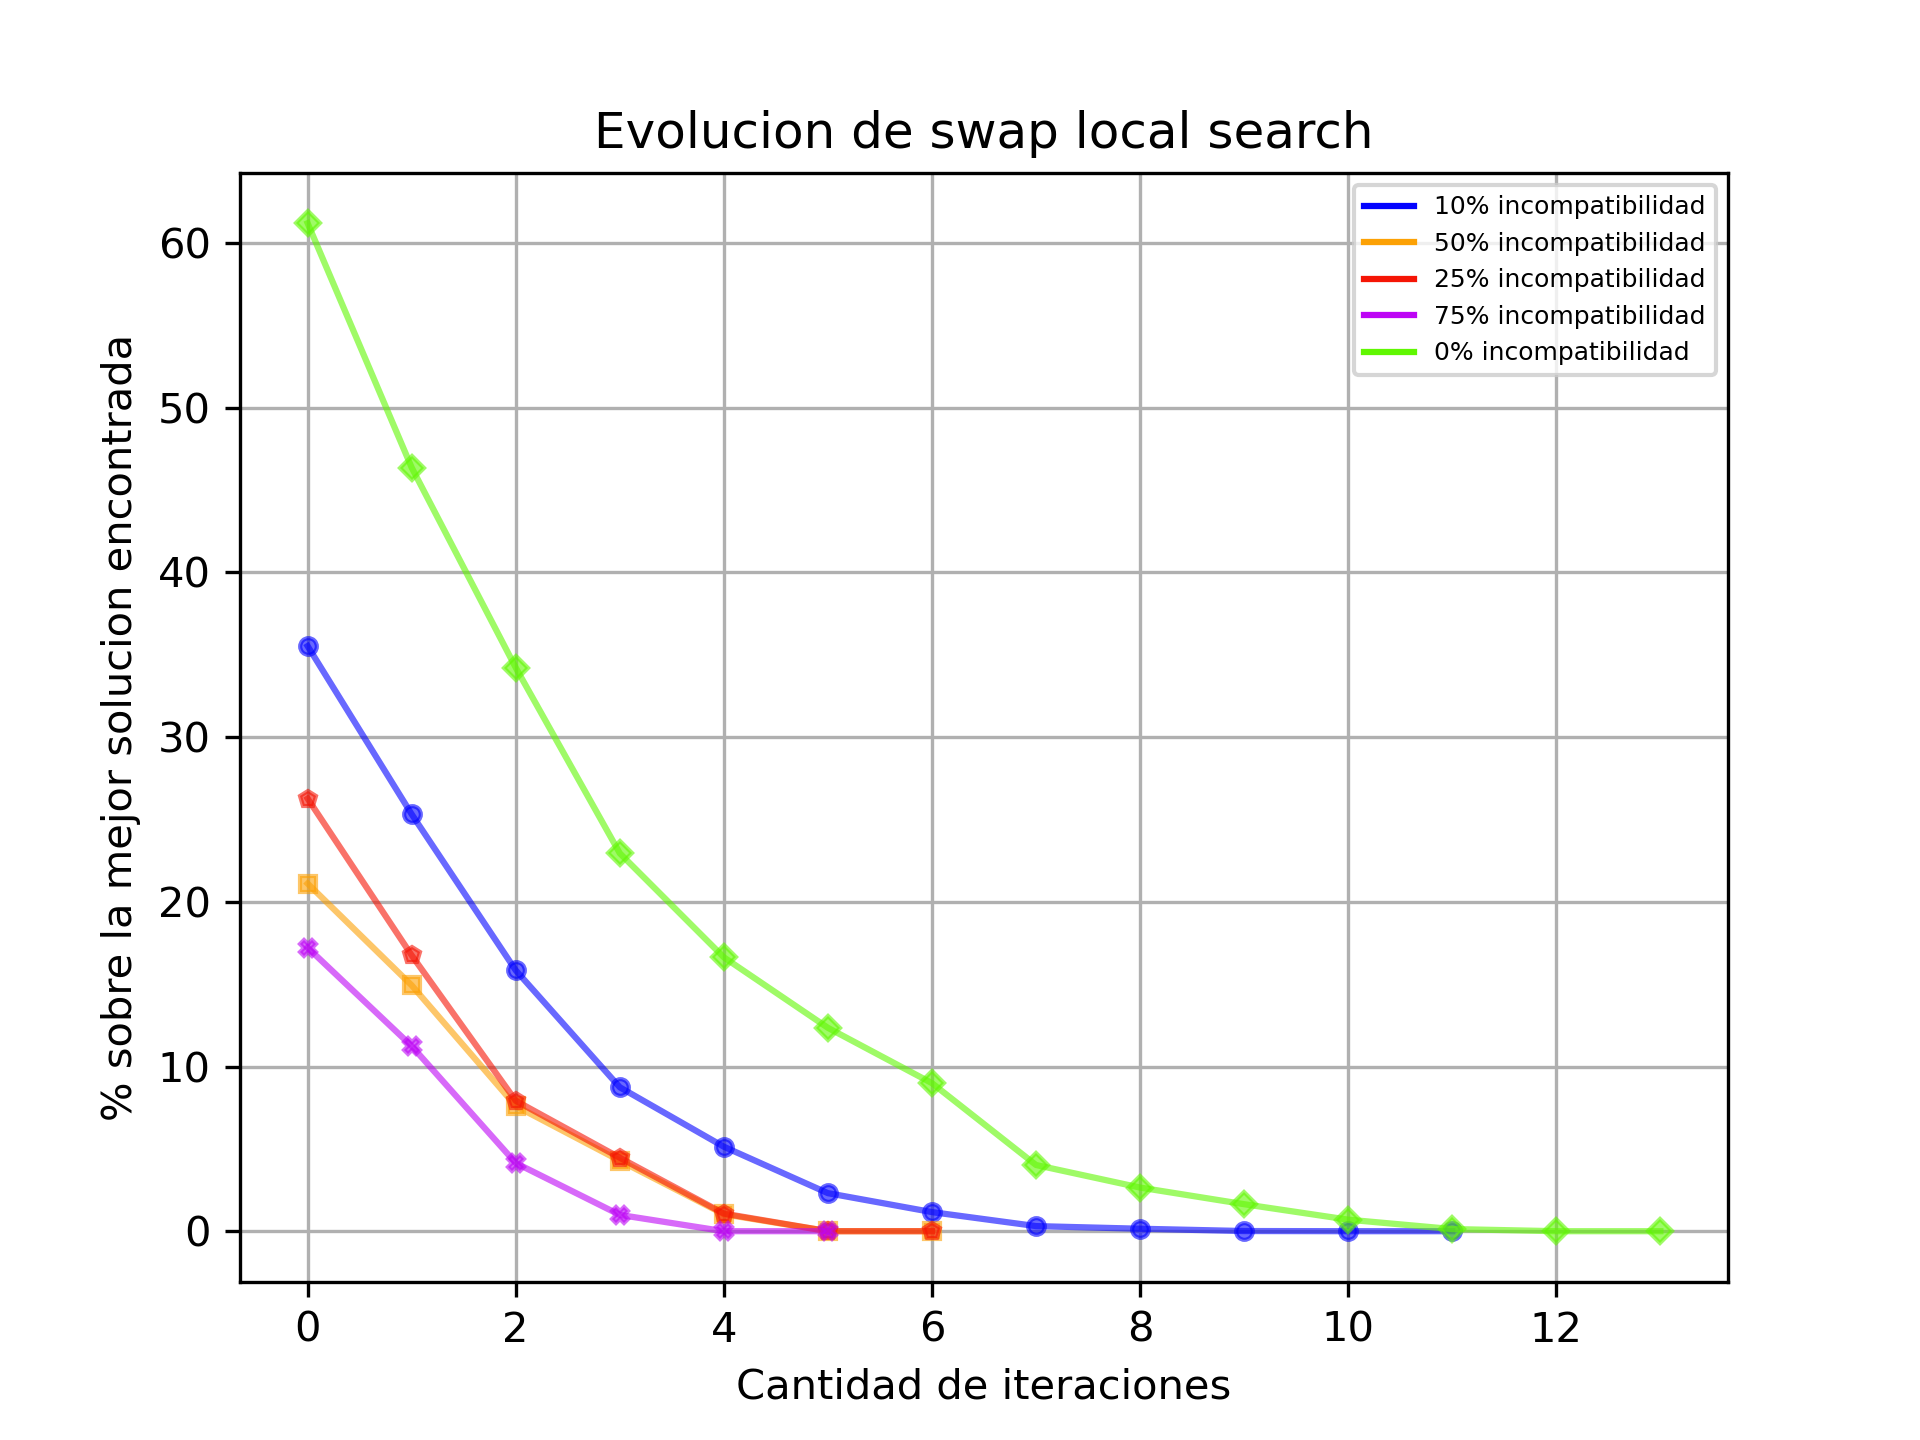 Evolucion de swap local search
10% incompatibilidad
50% incompatibilidad
25% incompatibilidad
75% incompatibilidad
0% incompatibilidad
% sobre la mejor solucion encontrada
60
50
40
30
20
10
0
0 2 4 6 8 10 12
Cantidad de iteraciones